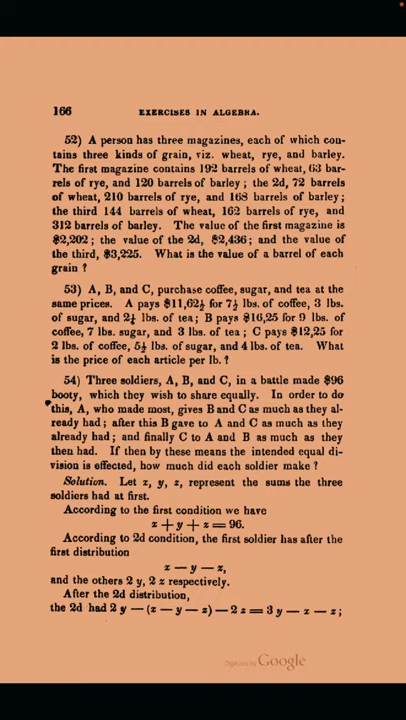 166
EXERCISES IN ALGEBRA.
52) A person has three magazines, each of which con-
tains three kinds of grain, viz. wheat, rye, and barley.
The first magazine contains 192 barrels of wheat, 63 bar-
rels of rye, and 120 barrels of barley; the 2d, 72 barrels
of wheat, 210 barrels of rye, and 168 barrels of barley;
the third 144 barrels of wheat, 162 barrels of rye, and
312 barrels of barley. The value of the first magazine is
$2,202; the value of the 2d, $2,436; and the value of
the third, $3,225. What is the value of a barrel of each
grain?
53) A, B, and C, purchase coffee, sugar, and tea at the
same prices. A pays $11,62½ for 7½ lbs. of coffee, 3 lbs.
of sugar, and 2¼ lbs. of tea; B pays $16,25 for 9 lbs. of
coffee, 7 lbs. sugar, and 3 lbs. of tea; C pays $12,25 for
2 lbs. of coffee, 5½ lbs. of sugar, and 4 lbs. of tea. What
is the price of each article per lb.?
54) Three soldiers, A, B, and C, in a battle made $96
booty, which they wish to share equally. In order to do
this, A, who made most, gives B and C as much as they al-
ready had; after this B gave to A and C as much as they
already had; and finally C to A and B as much as they
then had. If then by these means the intended equal di-
vision is effected, how much did each soldier make?
Solution. Let x, y, z, represent the sums the three
soldiers had at first.
According to the first condition we have
x + y + z = 96.
According to 2d condition, the first soldier has after the
first distribution
x — y — z,
and the others 2 y, 2 z respectively.
After the 2d distribution,
the 2d had 2 y — (x — y — z) — 2 z = 3 y — x — z;
Digitized by Google